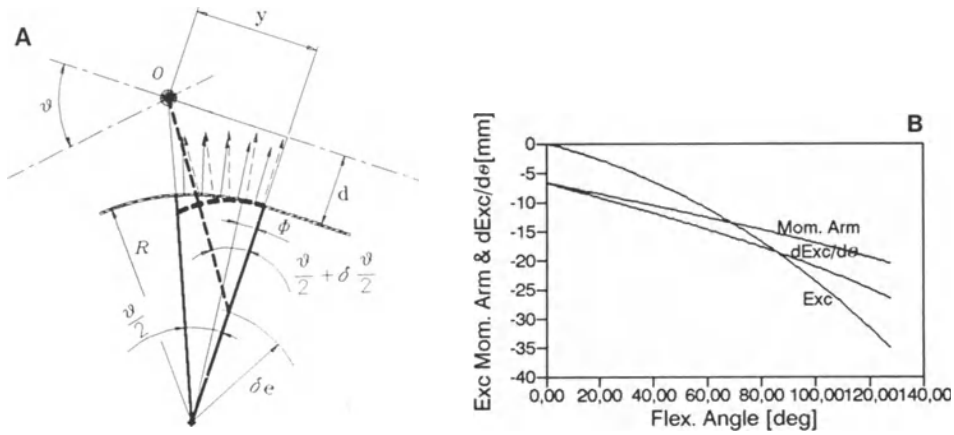 A
y
O
ϑ
d
R
ϕ
ϑ/2 + δ ϑ/2
ϑ/2
δe
B
Exc Mom. Arm & dExc/dθ[mm]
0
-5
-10
-15
-20
-25
-30
-35
-40
Mom. Arm
dExc/dθ
Exc
0,00 20,00 40,00 60,00 80,00 100,00 120,00 140,00
Flex. Angle [deg]